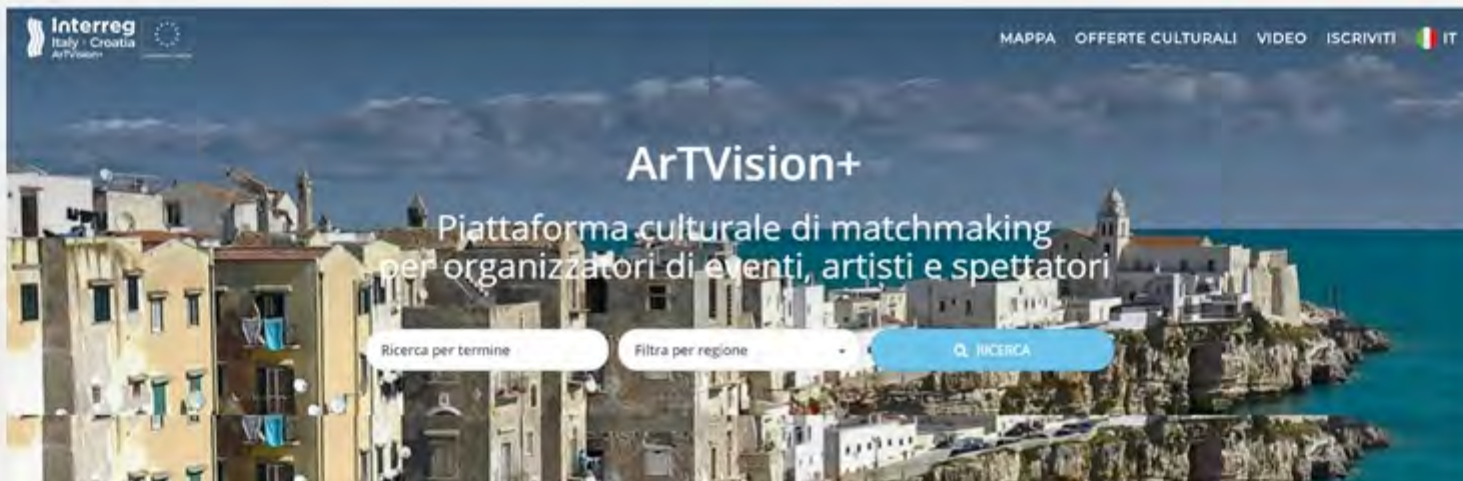 Interreg
Italy - Croatia
ArTVision+
MAPPA OFFERTE CULTURALI VIDEO ISCRIVITI IT
ArTVision+
Piattaforma culturale di matchmaking
per organizzatori di eventi, artisti e spettatori
Ricerca per termine
Filtra per regione
RICERCA